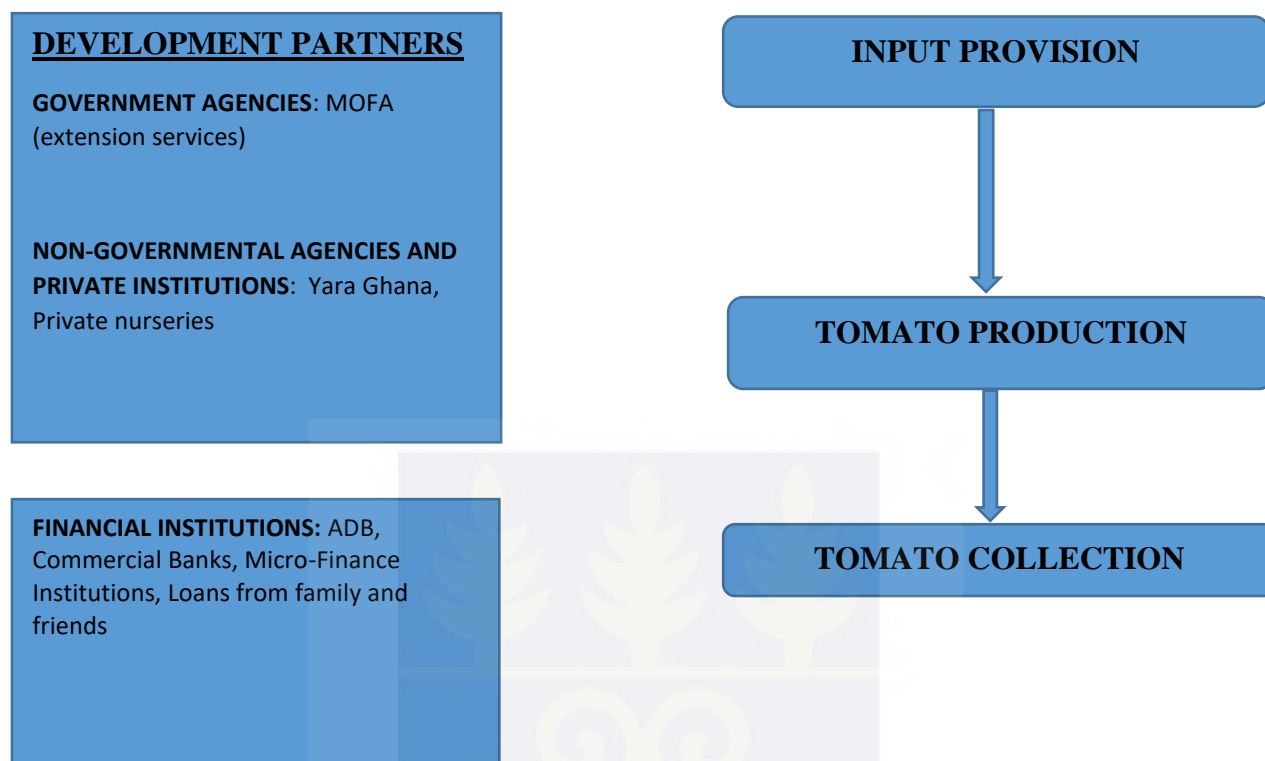 DEVELOPMENT PARTNERS
GOVERNMENT AGENCIES: MOFA
(extension services)
NON-GOVERNMENTAL AGENCIES AND
PRIVATE INSTITUTIONS: Yara Ghana,
Private nurseries
FINANCIAL INSTITUTIONS: ADB,
Commercial Banks, Micro-Finance
Institutions, Loans from family and
friends
INPUT PROVISION
TOMATO PRODUCTION
TOMATO COLLECTION